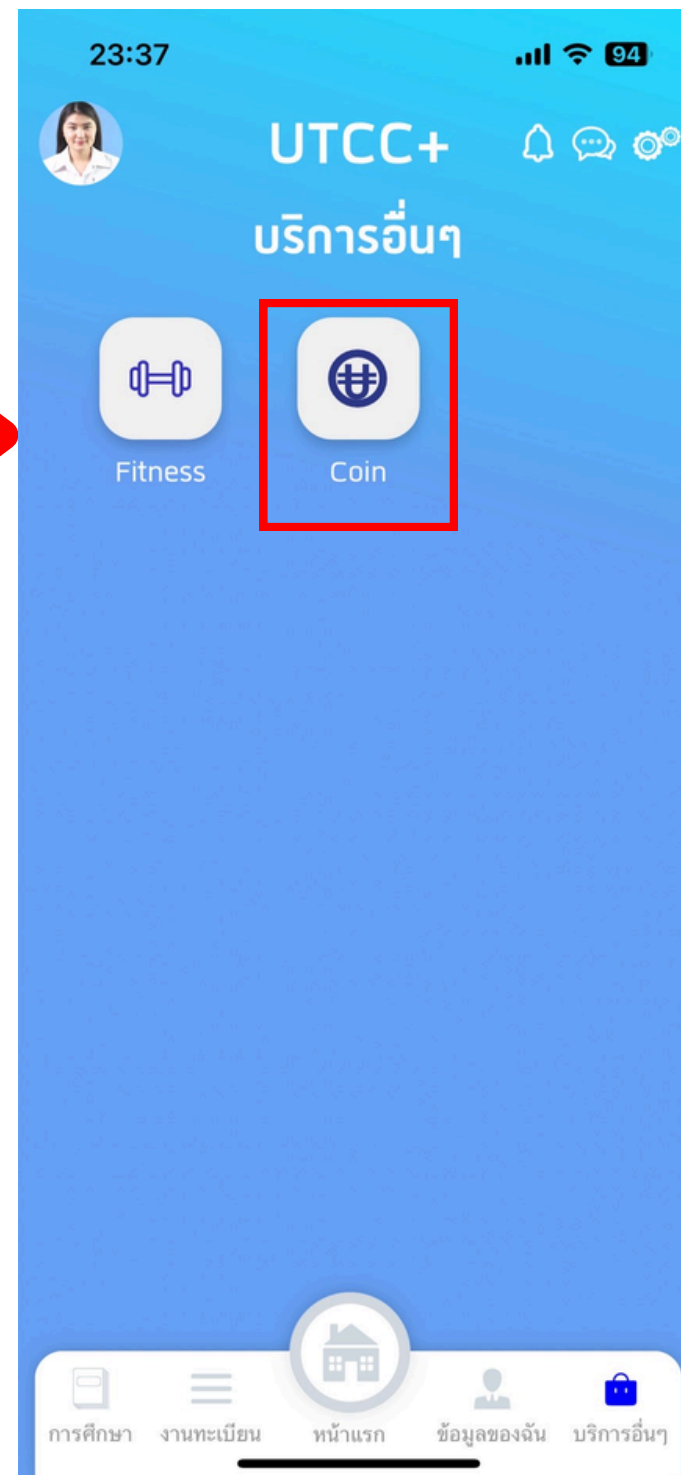 23:37
94
UTCC+
บริการอื่นๆ
Fitness
Coin
การศึกษา
งานทะเบียน
หน้าแรก
ข้อมูลของฉัน
บริการอื่นๆ